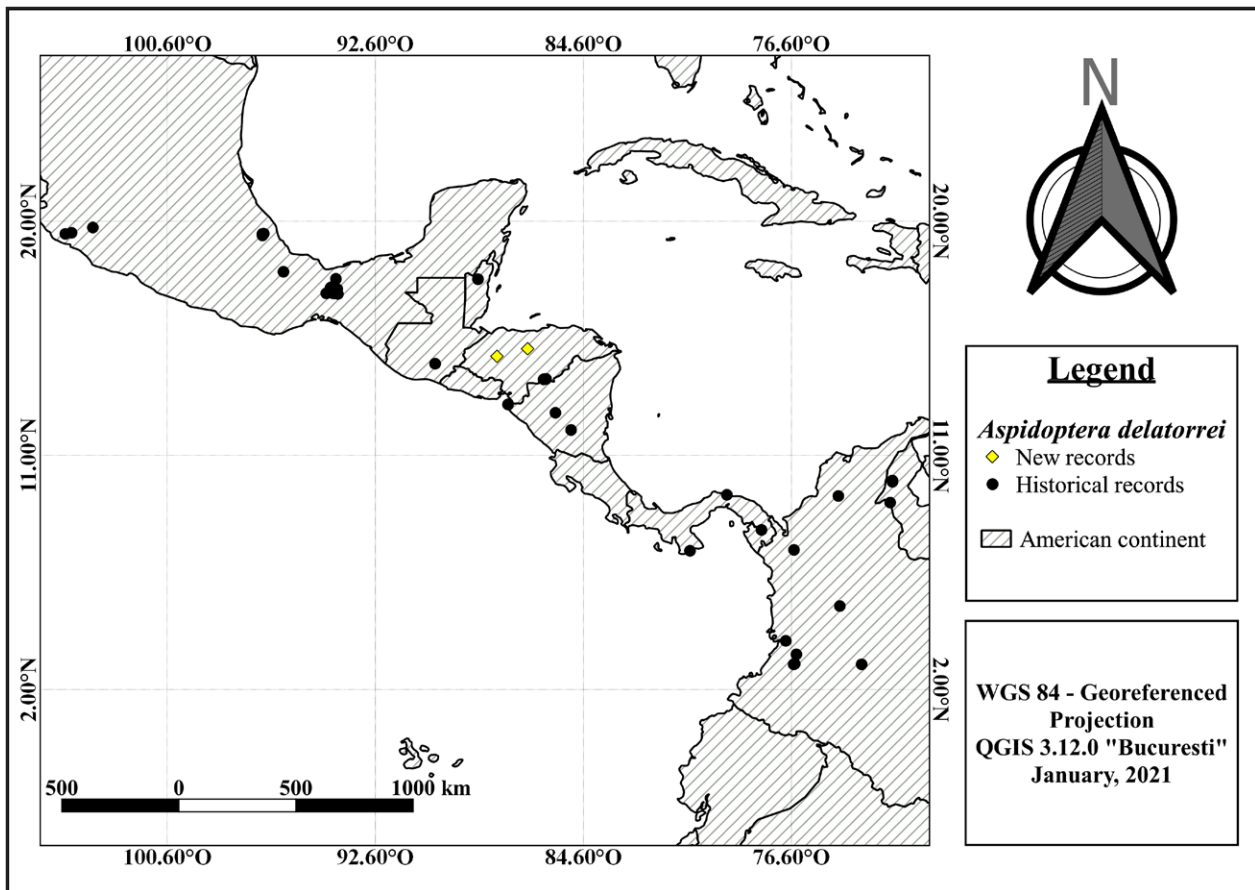 100.60°O 92.60°O 84.60°O 76.60°O
20.00°N
11.00°N
2.00°N
20.00°N
11.00°N
2.00°N
500 0 500 1000 km
100.60°O 92.60°O 84.60°O 76.60°O
N
Legend
Aspidoptera delatorrei
New records
Historical records
American continent
WGS 84 - Georeferenced
Projection
QGIS 3.12.0 "Bucuresti"
January, 2021